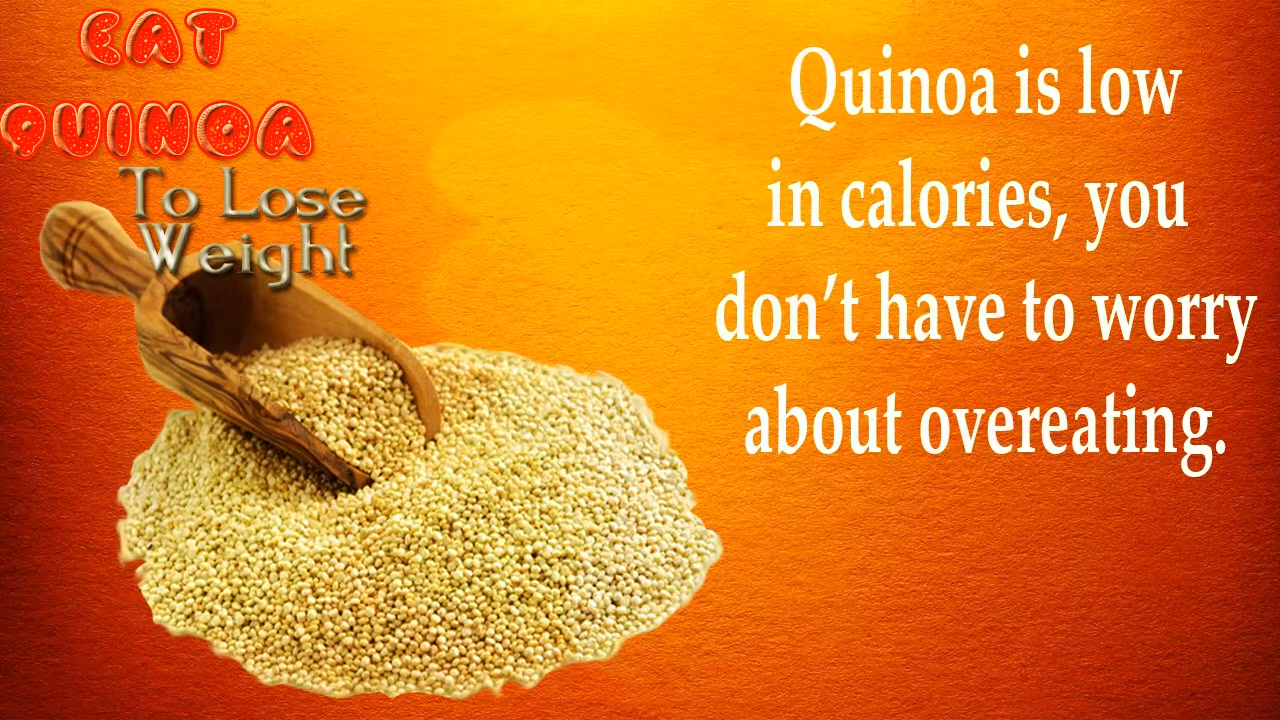 EAT
QUINOA
To Lose
Weight
Quinoa is low
in calories, you
don’t have to worry
about overeating.